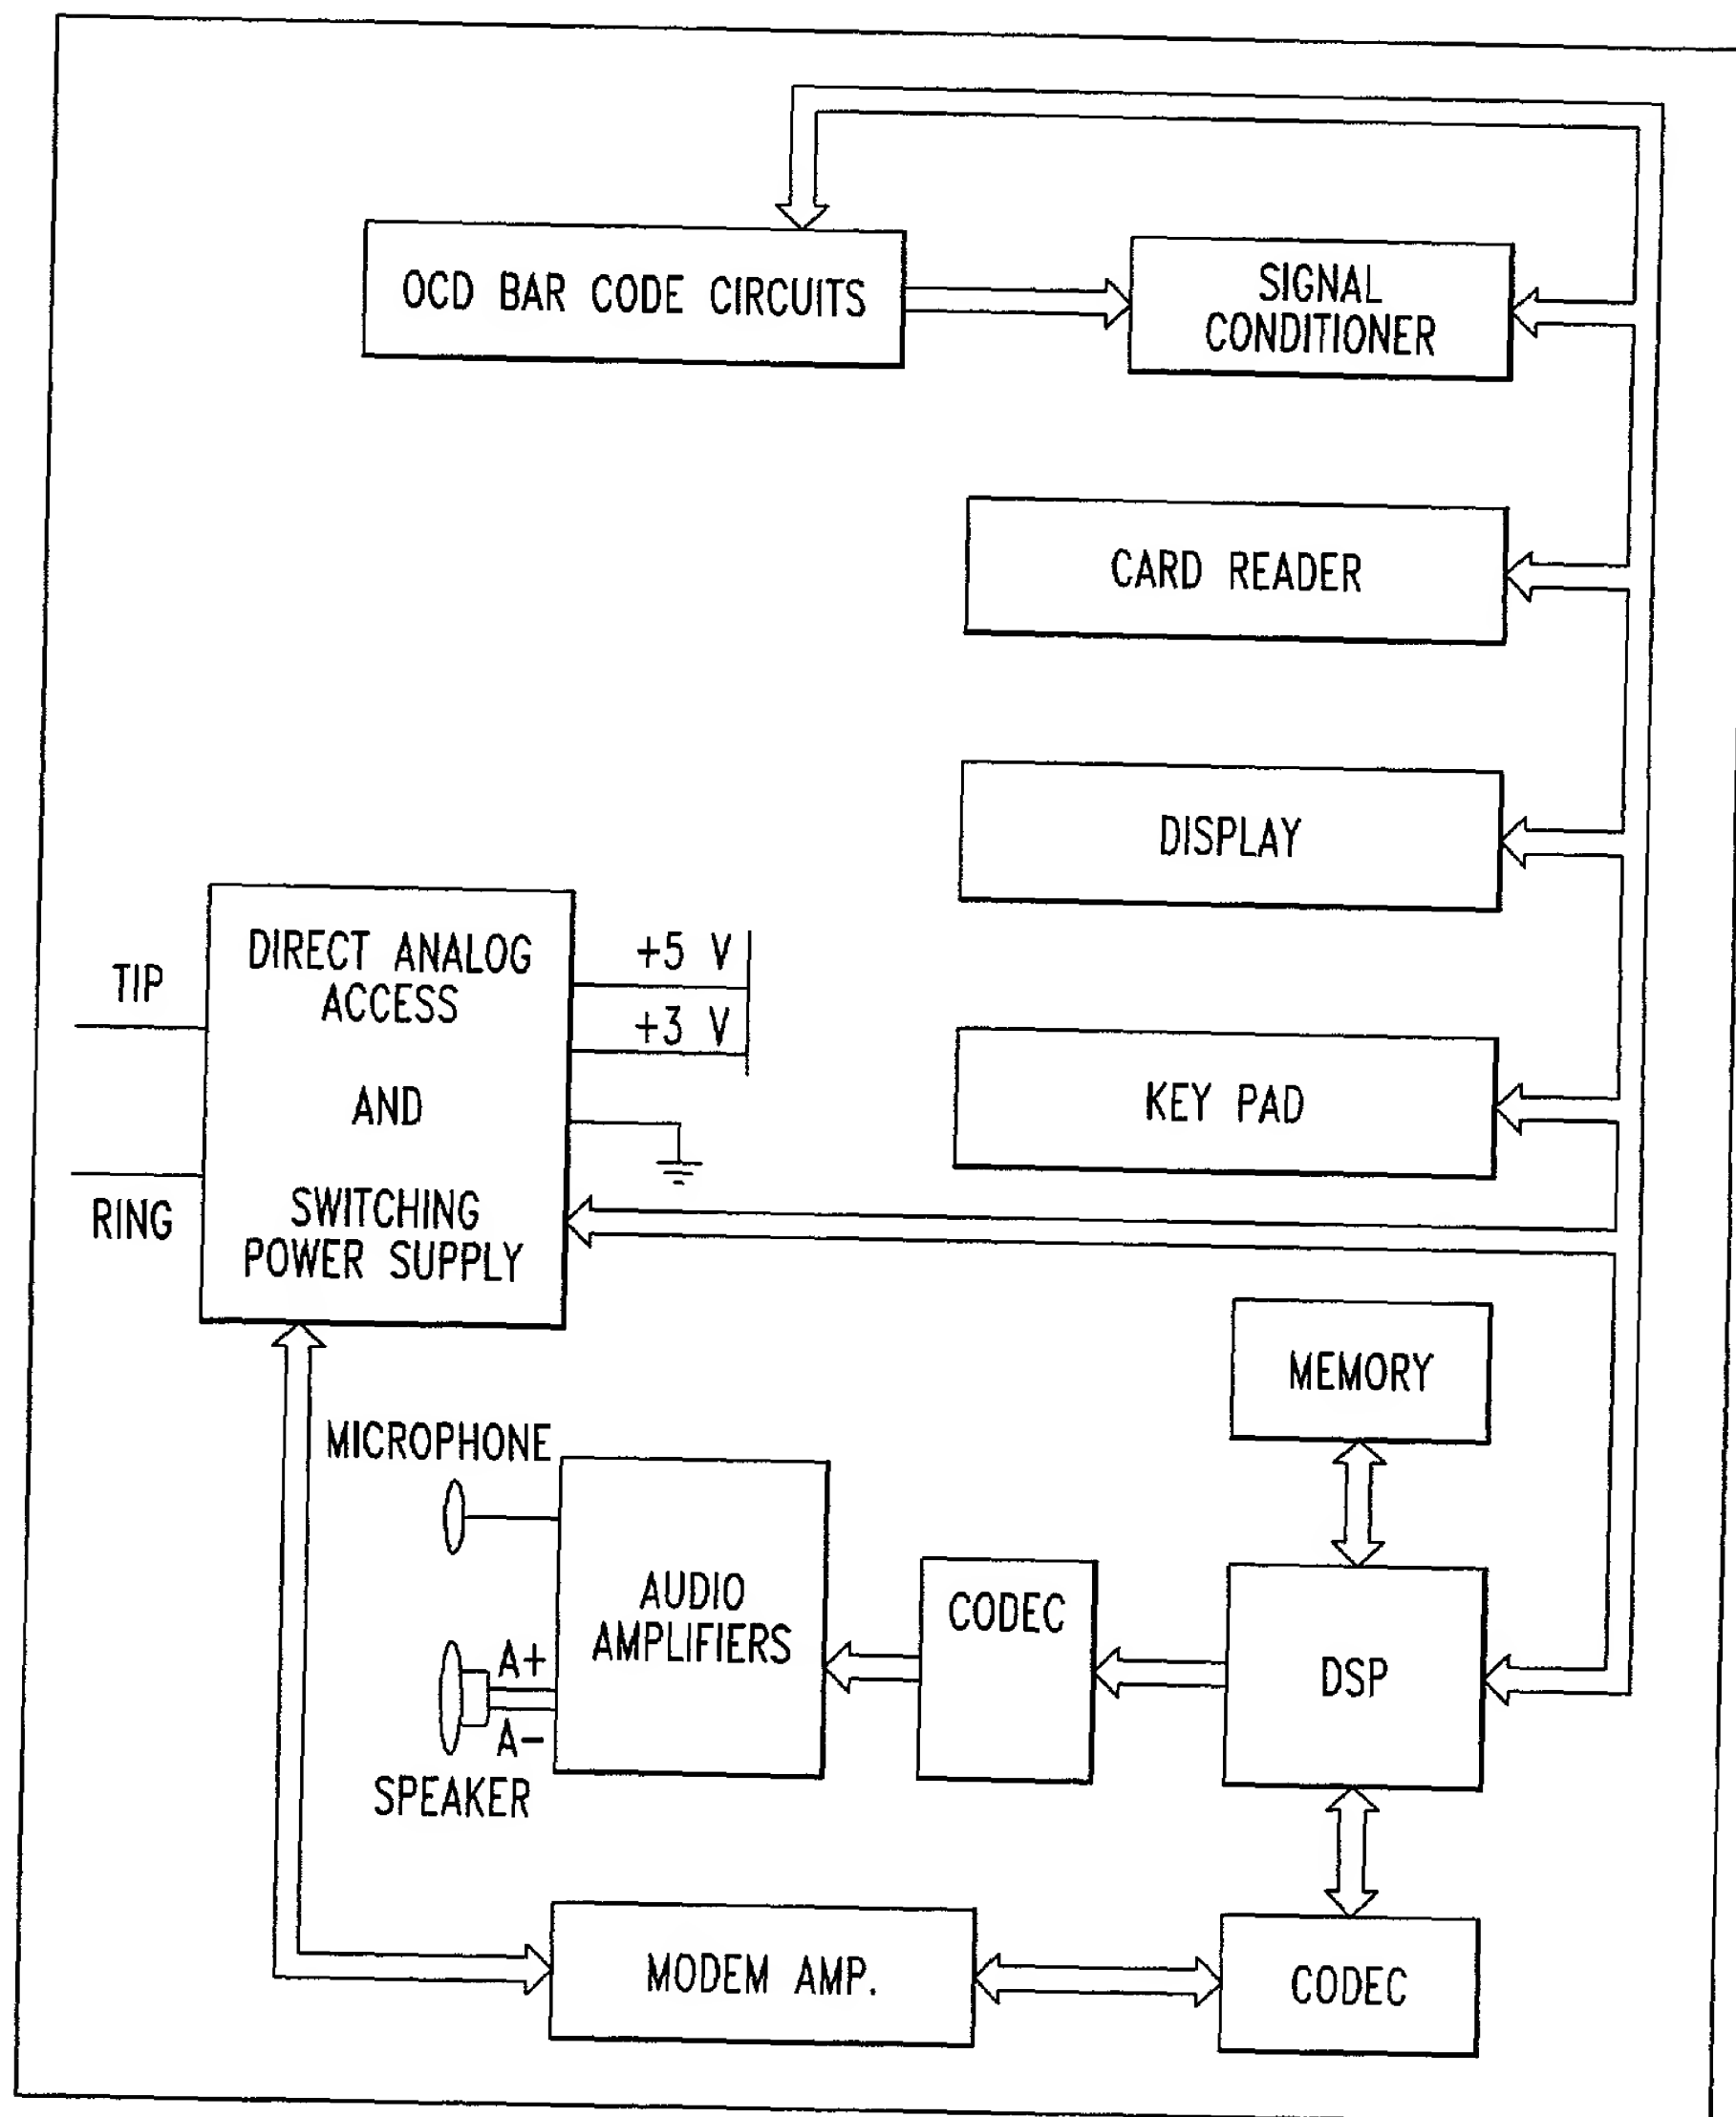 OCD BAR CODE CIRCUITS
SIGNAL
CONDITIONER
CARD READER
DISPLAY
DIRECT ANALOG
ACCESS
AND
SWITCHING
POWER SUPPLY
TIP
RING
+5 V
+3 V
KEY PAD
MEMORY
MICROPHONE
AUDIO
AMPLIFIERS
A+
A-
SPEAKER
CODEC
DSP
MODEM AMP.
CODEC